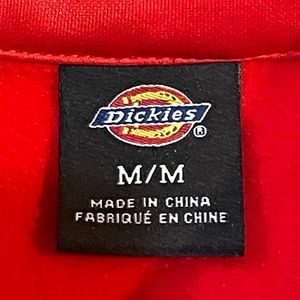 Dickies®
M/M
MADE IN CHINA
FABRIQUÉ EN CHINE